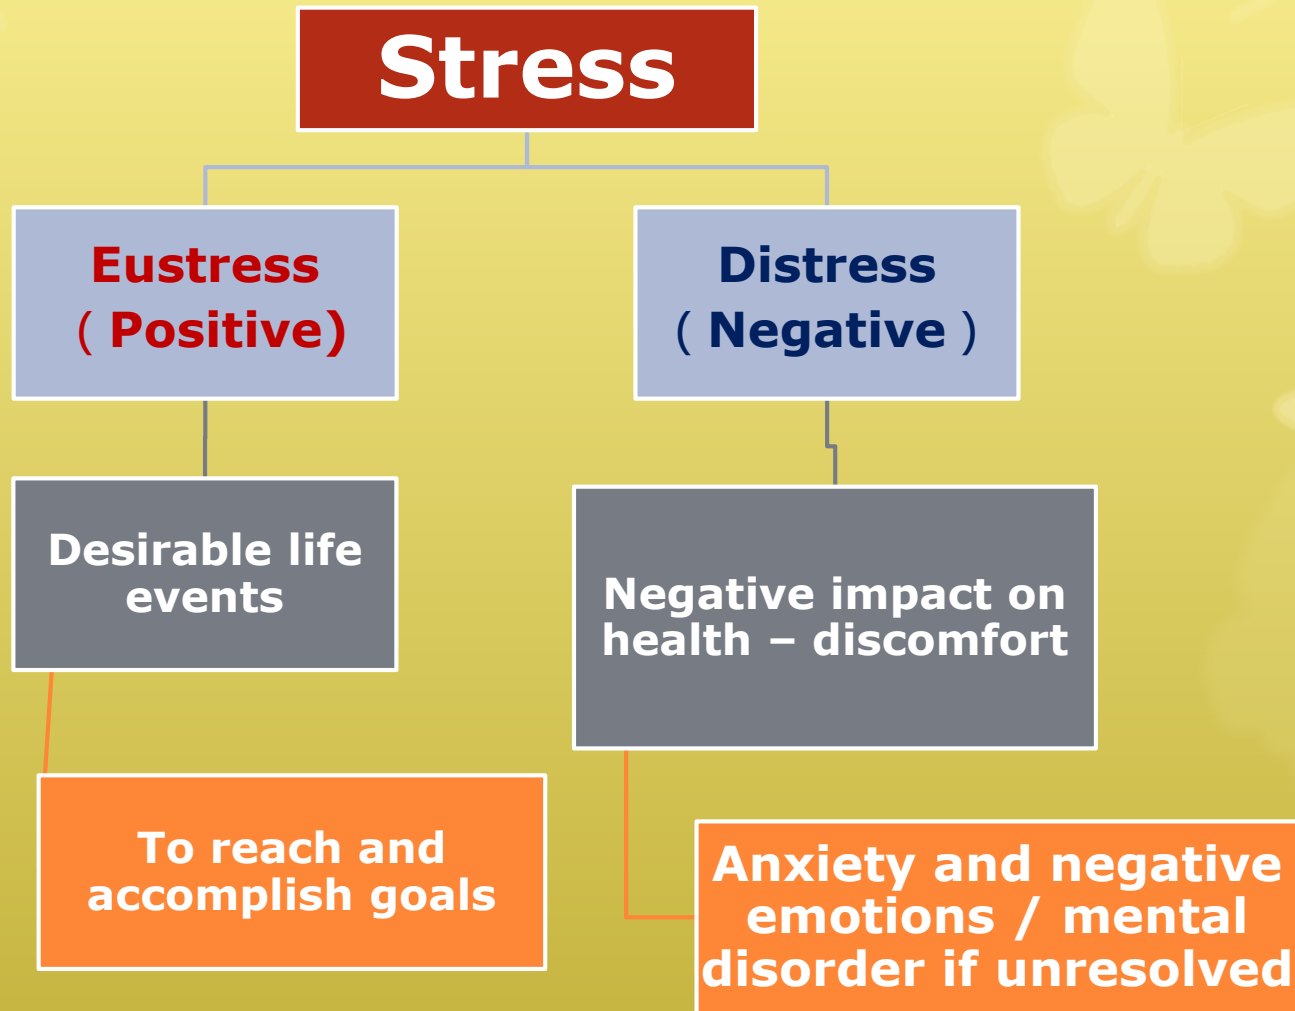 Stress
Eustress
( Positive)
Distress
( Negative )
Desirable life
events
Negative impact on
health – discomfort
To reach and
accomplish goals
Anxiety and negative
emotions / mental
disorder if unresolved